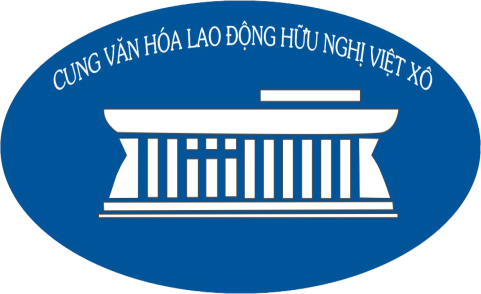 CUNG VĂN HÓA LAO ĐỘNG HỮU NGHỊ VIỆT XÔ